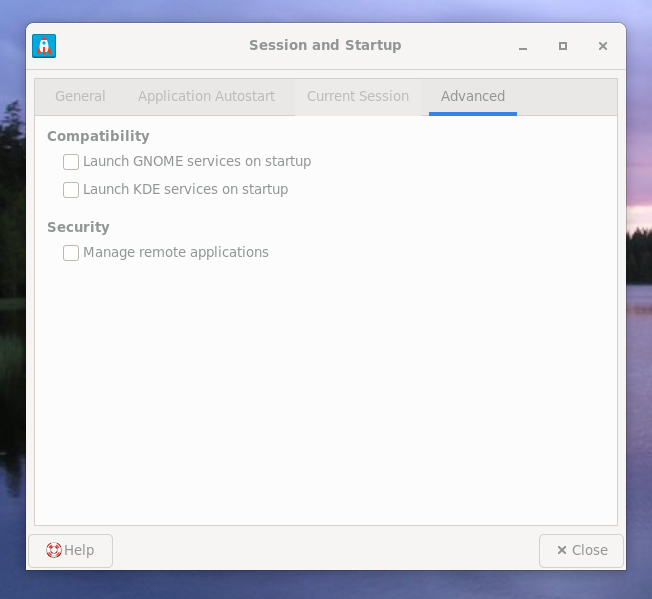 Session and Startup
General
Application Autostart
Current Session
Advanced
Compatibility
Launch GNOME services on startup
Launch KDE services on startup
Security
Manage remote applications
Help
Close